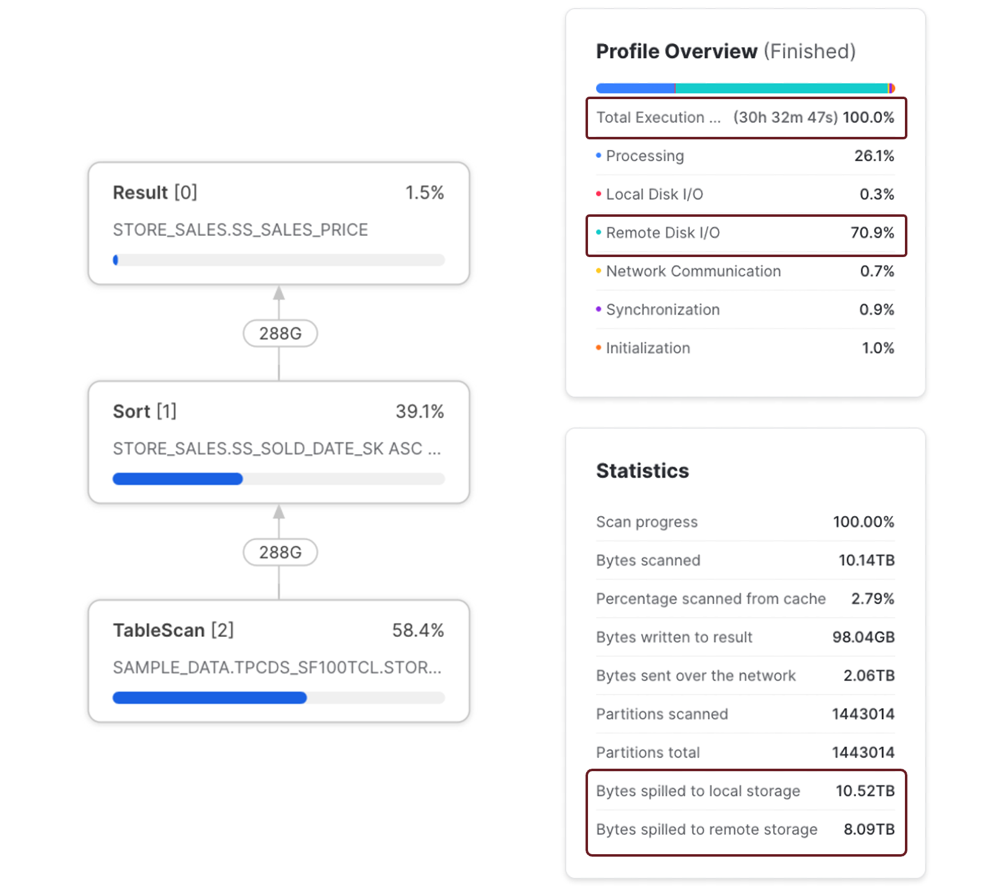 Result [0] 1.5%
STORE_SALES.SS_SALES_PRICE
288G
Sort [1] 39.1%
STORE_SALES.SS_SOLD_DATE_SK ASC ...
288G
TableScan [2] 58.4%
SAMPLE_DATA.TPCDS_SF100TCL.STOR...
Profile Overview (Finished)
Total Execution ... (30h 32m 47s) 100.0%
Processing 26.1%
Local Disk I/O 0.3%
Remote Disk I/O 70.9%
Network Communication 0.7%
Synchronization 0.9%
Initialization 1.0%
Statistics
Scan progress 100.00%
Bytes scanned 10.14TB
Percentage scanned from cache 2.79%
Bytes written to result 98.04GB
Bytes sent over the network 2.06TB
Partitions scanned 1443014
Partitions total 1443014
Bytes spilled to local storage 10.52TB
Bytes spilled to remote storage 8.09TB